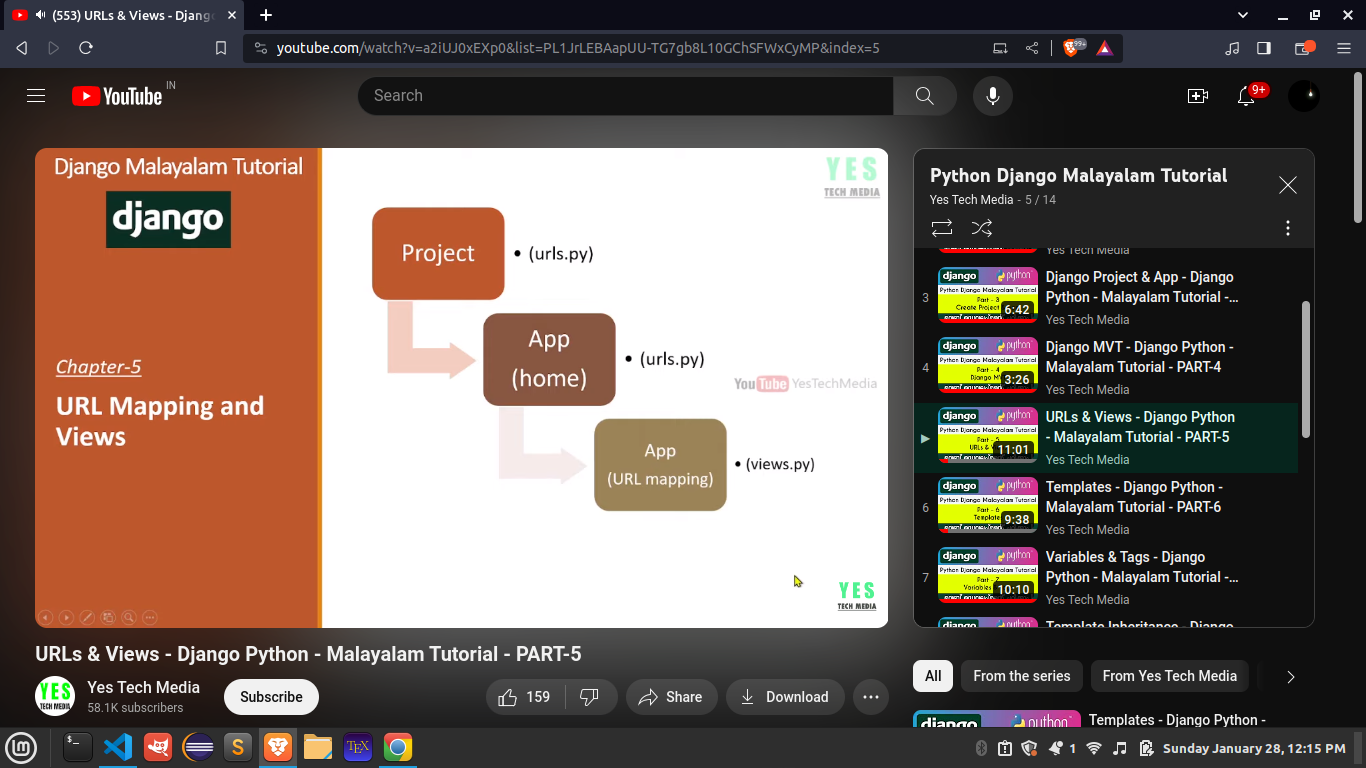 (553) URLs & Views - Djang
youtube.com/watch?v=a2iUJ0xEXp0&list=PL1JrLEBAapUU-TG7gb8L10GChSFWxCyMP&index=5
99+
YouTube IN
Search
9+
Django Malayalam Tutorial
django
Chapter-5
URL Mapping and
Views
YES
TECH MEDIA
Project
• (urls.py)
App
(home)
• (urls.py)
YouTube YesTechMedia
App
(URL mapping)
• (views.py)
YES
TECH MEDIA
URLs & Views - Django Python - Malayalam Tutorial - PART-5
YES
TECH MEDIA
Yes Tech Media
58.1K subscribers
Subscribe
159
Share
Download
Python Django Malayalam Tutorial
Yes Tech Media - 5 / 14
Yes Tech Media
3
django python
Python Django Malayalam Tutorial
Part - 3
Create Project
6:42
Django Project & App - Django
Python - Malayalam Tutorial -...
Yes Tech Media
4
django python
Python Django Malayalam Tutorial
Part - 4
3:26
Django MVT - Django Python -
Malayalam Tutorial - PART-4
Yes Tech Media
django python
Python Django Malayalam Tutorial
Part - 5
11:01
URLs & Views - Django Python
- Malayalam Tutorial - PART-5
Yes Tech Media
6
django python
Python Django Malayalam Tutorial
Part - 6
Template
9:38
Templates - Django Python -
Malayalam Tutorial - PART-6
Yes Tech Media
7
django python
Python Django Malayalam Tutorial
Part - 7
Variables
10:10
Variables & Tags - Django
Python - Malayalam Tutorial -...
Yes Tech Media
django python
Template Inheritance - Django
All
From the series
From Yes Tech Media
django python
Templates - Django Python -
$_
S
TEX
1
Sunday January 28, 12:15 PM